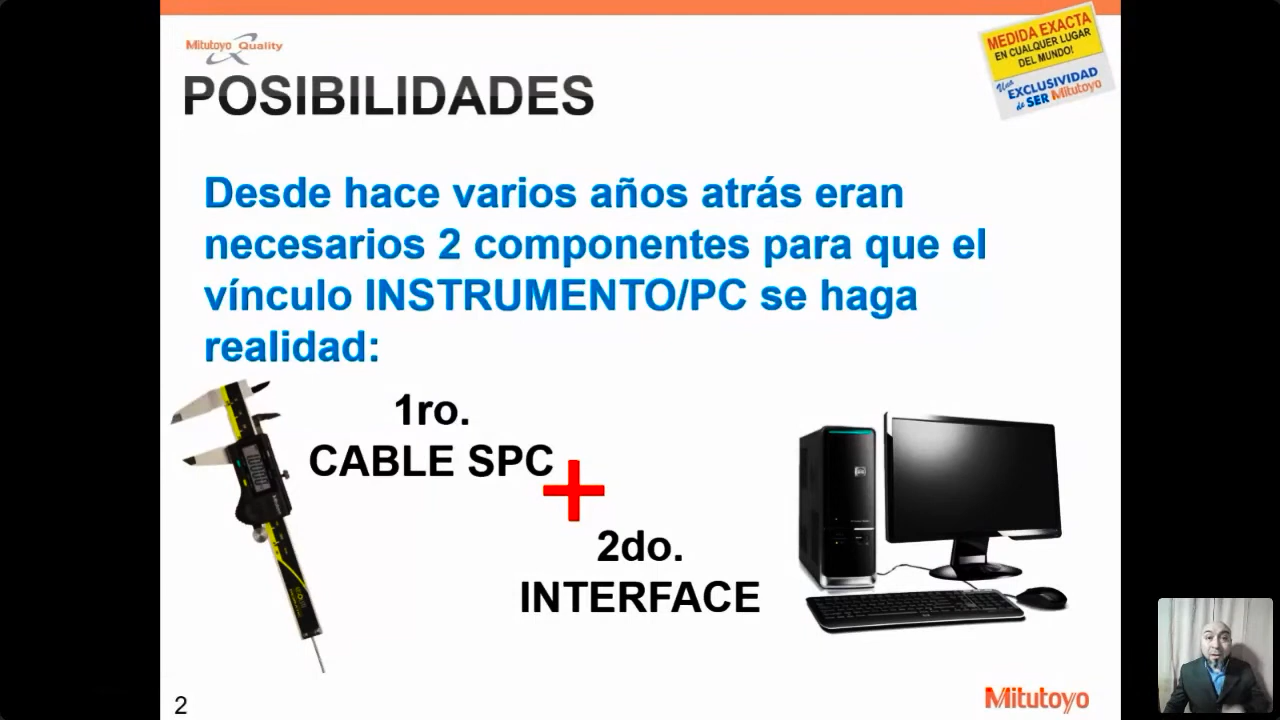 Mitutoyo Quality
MEDIDA EXACTA
EN CUALQUER LUGAR
DEL MUNDO!
Una
EXCLUSIVIDAD
de SER Mitutoyo
POSIBILIDADES
Desde hace varios años atrás eran
necesarios 2 componentes para que el
vínculo INSTRUMENTO/PC se haga
realidad:
1ro.
CABLE SPC
+
2do.
INTERFACE
2
Mitutoyo